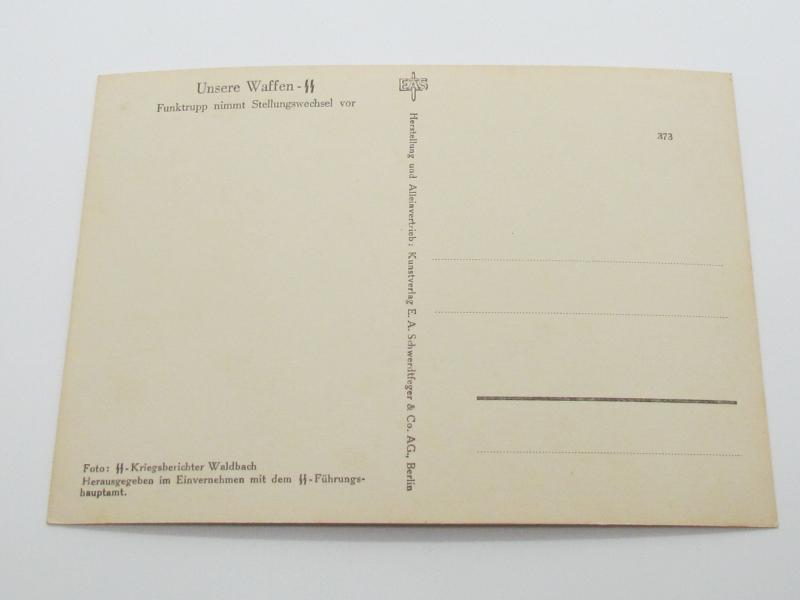 Unsere Waffen-ᛋᛋ
Funktrupp nimmt Stellungswechsel vor
EAS
373
Herstellung und Alleinvertrieb: Kunstverlag E. A. Schwerdtfeger & Co. AG., Berlin
Foto: ᛋᛋ-Kriegsberichter Waldbach
Herausgegeben im Einvernehmen mit dem ᛋᛋ-Führungs-
hauptamt.